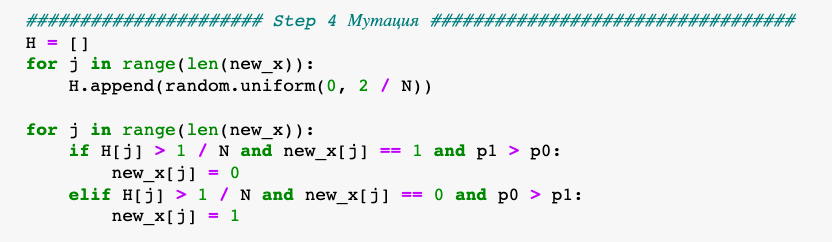 ###################### Step 4 Мутация ##################################
H = []
for j in range(len(new_x)):
    H.append(random.uniform(0, 2 / N))

for j in range(len(new_x)):
    if H[j] > 1 / N and new_x[j] == 1 and p1 > p0:
        new_x[j] = 0
    elif H[j] > 1 / N and new_x[j] == 0 and p0 > p1:
        new_x[j] = 1